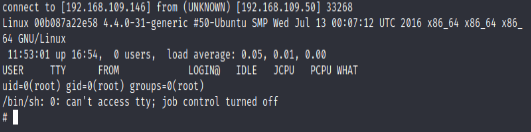 connect to [192.168.109.146] from (UNKNOWN) [192.168.109.50] 33268
Linux 00b087a22e58 4.4.0-31-generic #50-Ubuntu SMP Wed Jul 13 00:07:12 UTC 2016 x86_64 x86_64 x86_
64 GNU/Linux
11:53:01 up 16:54, 0 users, load average: 0.05, 0.01, 0.00
USER TTY FROM LOGIN@ IDLE JCPU PCPU WHAT
uid=0(root) gid=0(root) groups=0(root)
/bin/sh: 0: can't access tty; job control turned off
#